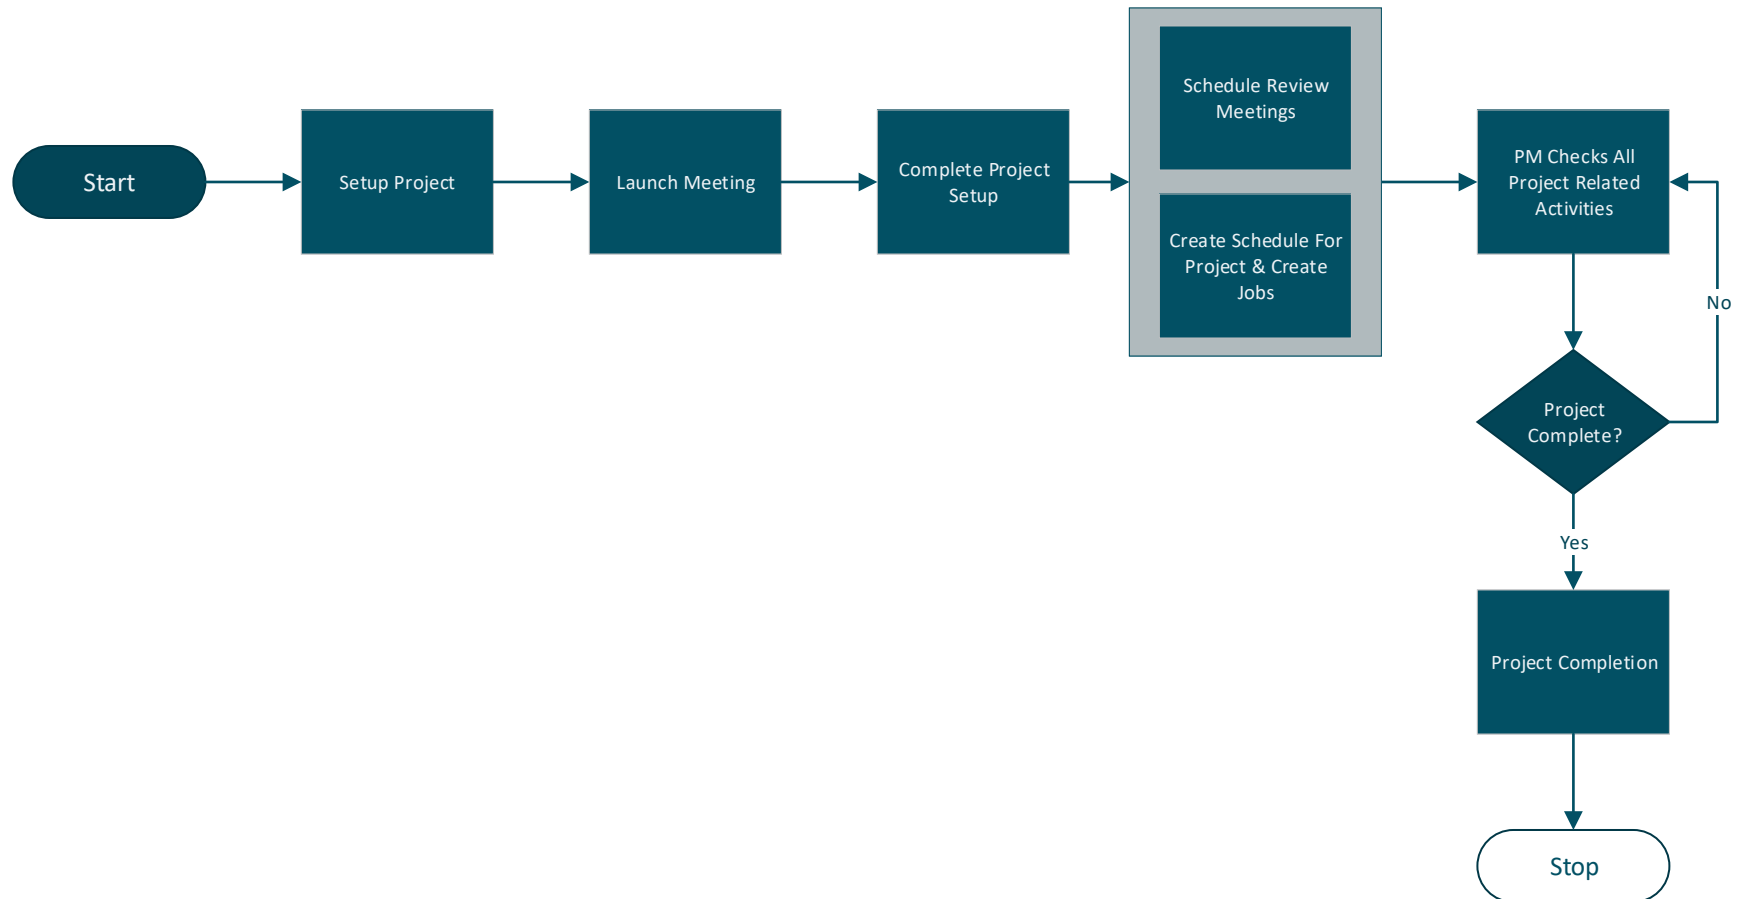 Start
Setup Project
Launch Meeting
Complete Project
Setup
Schedule Review
Meetings
Create Schedule For
Project & Create
Jobs
PM Checks All
Project Related
Activities
No
Project
Complete?
Yes
Project Completion
Stop